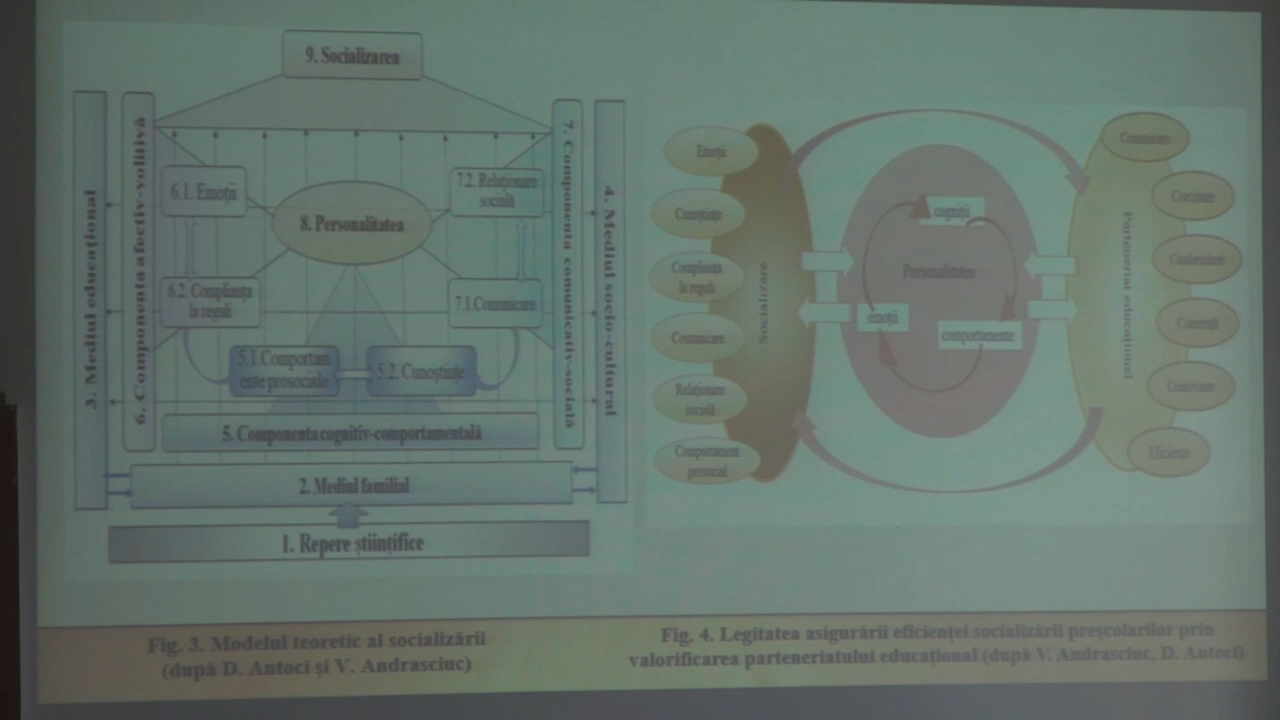 9. Socializarea
3. Mediul educațional
6. Componenta afectiv-volitivă
6.1. Emoții
8. Personalitatea
7.2. Relaționare
socială
7. Componenta comunicativ-socială
4. Mediul socio-cultural
6.2. Complianța
la reguli
7.1.Comunicare
5.1.Comportam
ente prosociale
5.2. Cunoștințe
5. Componenta cognitiv-comportamentală
2. Mediul familial
1. Repere științifice
Fig. 3. Modelul teoretic al socializării
(după D. Antoci și V. Andrasciuc)
Emoții
Cunoștințe
Complianța
la reguli
Comunicare
Relaționare
socială
Comportament
prosocial
Socializare
cogniții
Personalitatea
emoții
comportamente
Parteneriat educațional
Comunicare
Coeziune
Coerență
Eficiența
Fig. 4. Legitatea asigurării eficienței socializării preșcolarilor prin
valorificarea parteneriatului educațional (după V. Andrasciuc, D. Antoci)